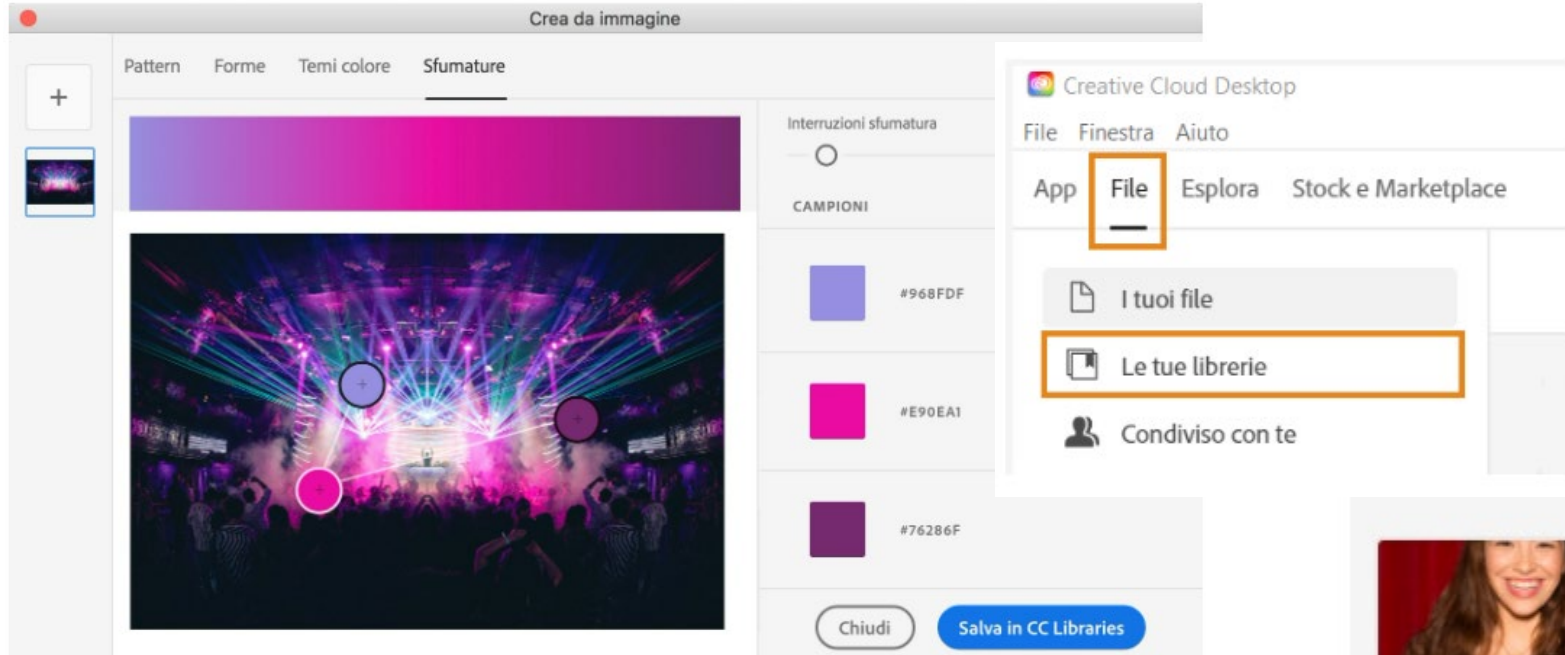 Crea da immagine
Pattern Forme Temi colore Sfumature
Interruzioni sfumatura
CAMPIONI
#968FDF
#E90EA1
#76286F
Chiudi Salva in CC Libraries
Creative Cloud Desktop
File Finestra Aiuto
App File Esplora Stock e Marketplace
I tuoi file
Le tue librerie
Condiviso con te